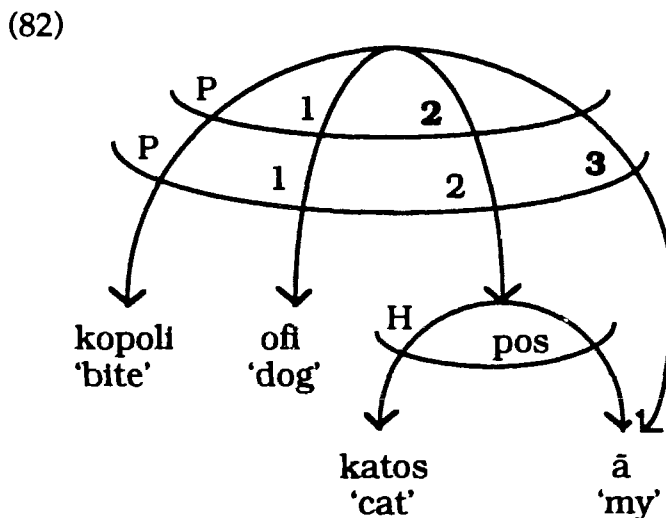 (82)
P 1 2
P 1 2 3
kopoli ofi
'bite' 'dog'
H pos
katos ã
'cat' 'my'